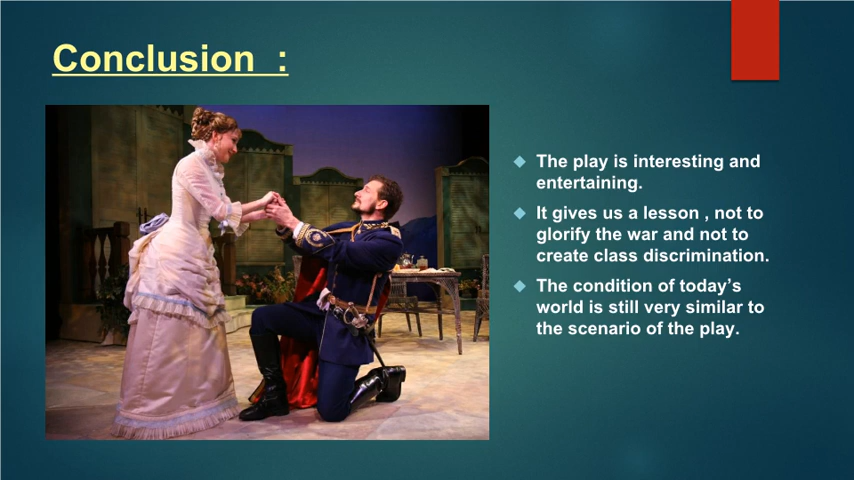 Conclusion  :
The play is interesting and
entertaining.
It gives us a lesson , not to
glorify the war and not to
create class discrimination.
The condition of today’s
world is still very similar to
the scenario of the play.